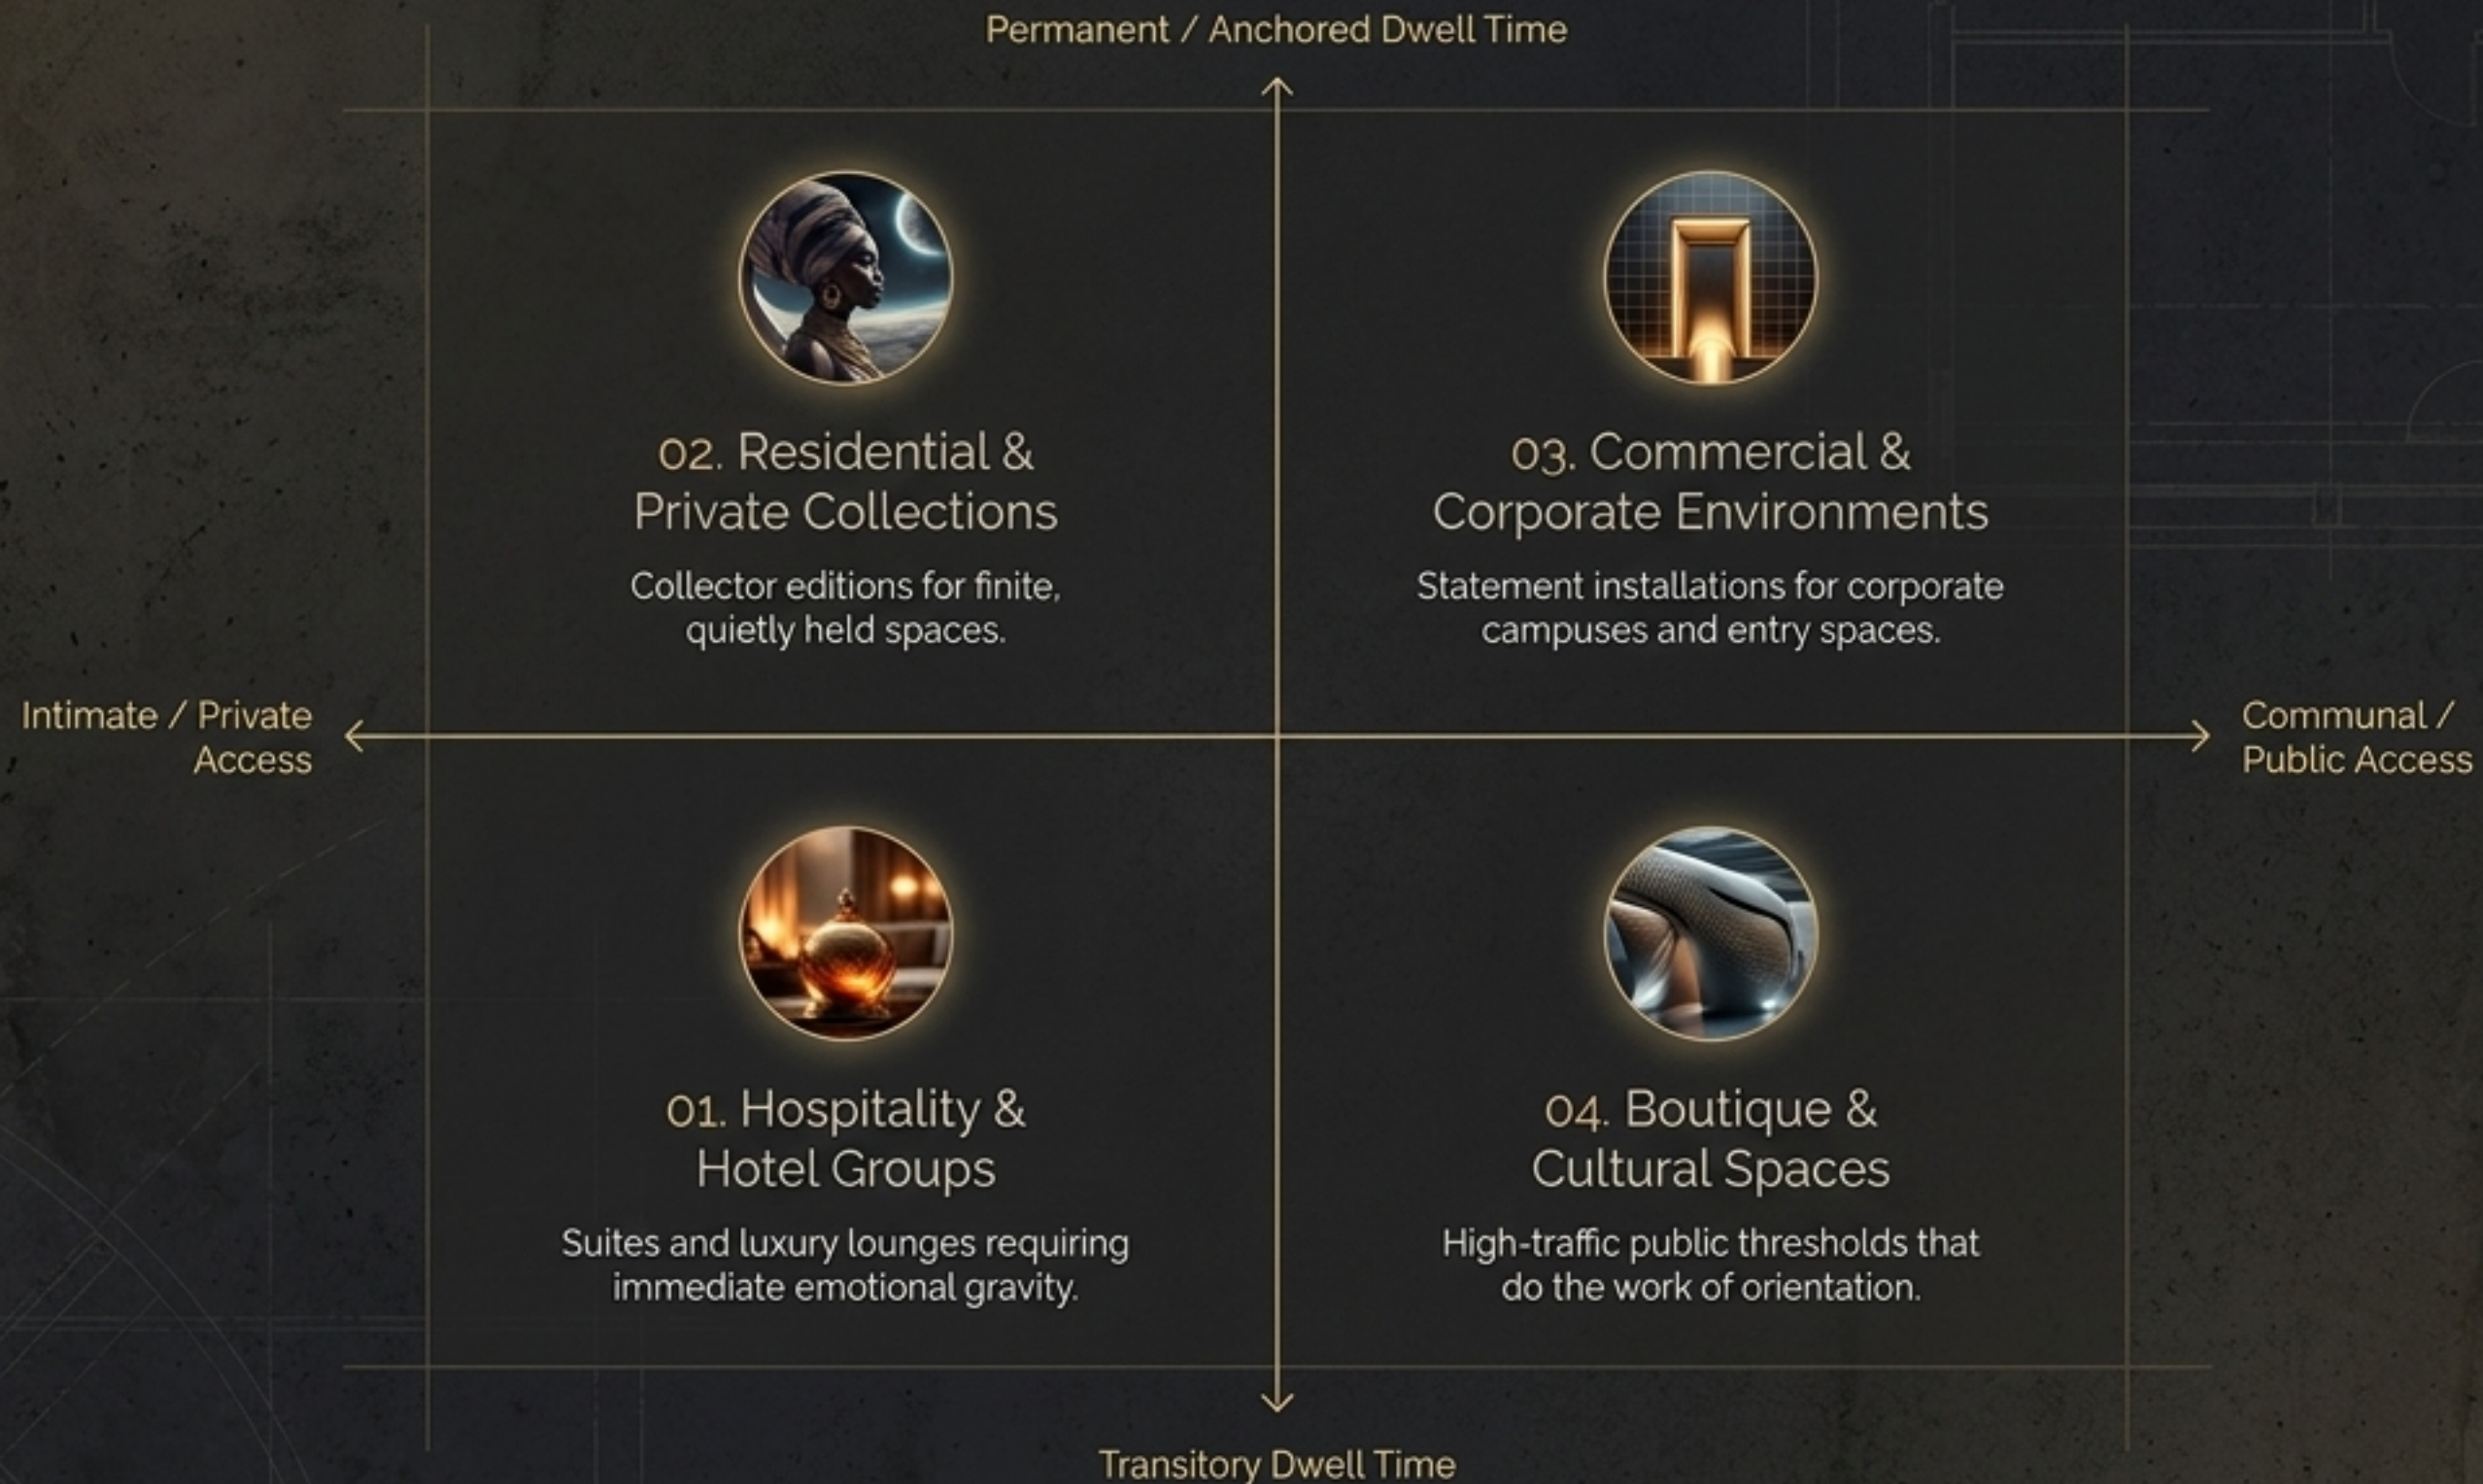 Permanent / Anchored Dwell Time
02. Residential &
Private Collections
Collector editions for finite,
quietly held spaces.
03. Commercial &
Corporate Environments
Statement installations for corporate
campuses and entry spaces.
Intimate / Private
Access
Communal /
Public Access
01. Hospitality &
Hotel Groups
Suites and luxury lounges requiring
immediate emotional gravity.
04. Boutique &
Cultural Spaces
High-traffic public thresholds that
do the work of orientation.
Transitory Dwell Time